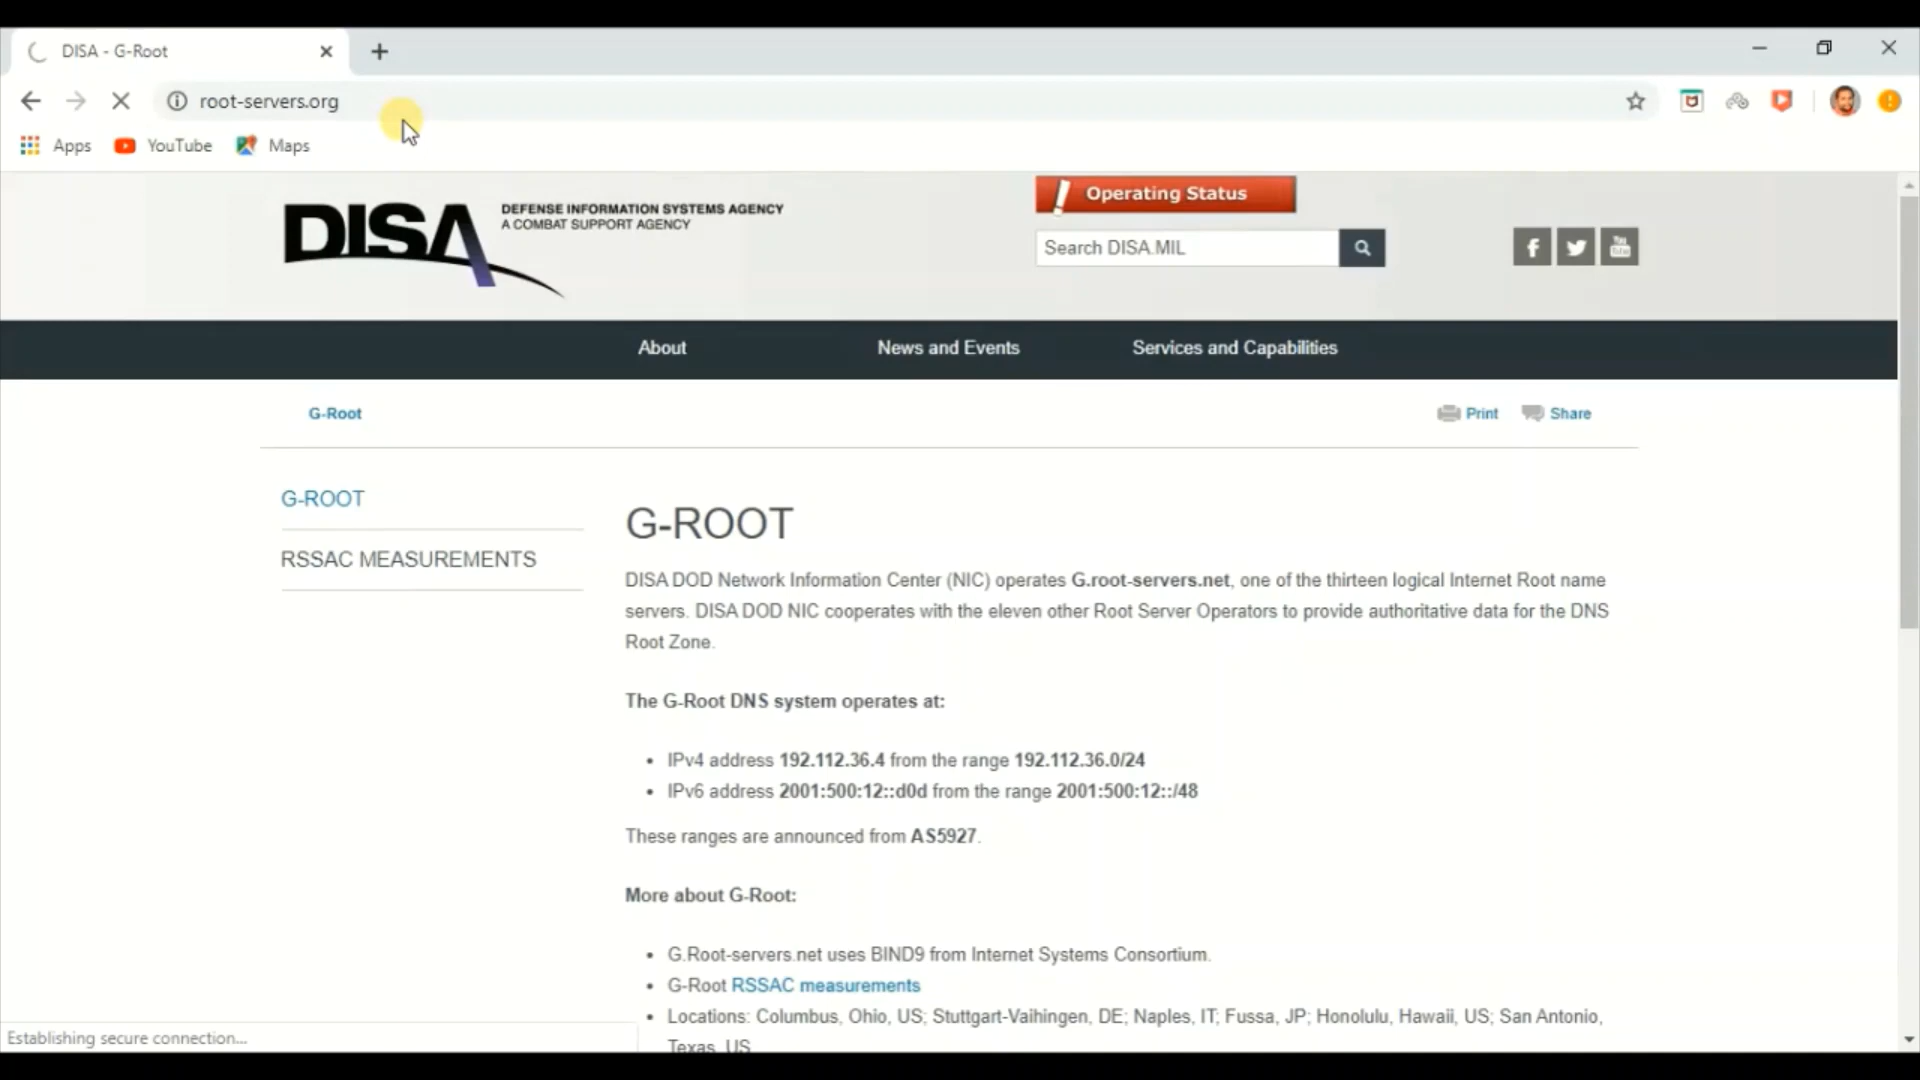 DISA - G-Root
root-servers.org
Apps YouTube Maps
DISA DEFENSE INFORMATION SYSTEMS AGENCY
A COMBAT SUPPORT AGENCY
Operating Status
Search DISA.MIL
About News and Events Services and Capabilities
G-Root Print Share
G-ROOT
RSSAC MEASUREMENTS
G-ROOT
DISA DOD Network Information Center (NIC) operates G.root-servers.net, one of the thirteen logical Internet Root name
servers. DISA DOD NIC cooperates with the eleven other Root Server Operators to provide authoritative data for the DNS
Root Zone.
The G-Root DNS system operates at:
• IPv4 address 192.112.36.4 from the range 192.112.36.0/24
• IPv6 address 2001:500:12::d0d from the range 2001:500:12::/48
These ranges are announced from AS5927.
More about G-Root:
• G.Root-servers.net uses BIND9 from Internet Systems Consortium.
• G-Root RSSAC measurements
• Locations: Columbus, Ohio, US; Stuttgart-Vaihingen, DE; Naples, IT; Fussa, JP; Honolulu, Hawaii, US; San Antonio,
Texas, US
Establishing secure connection...